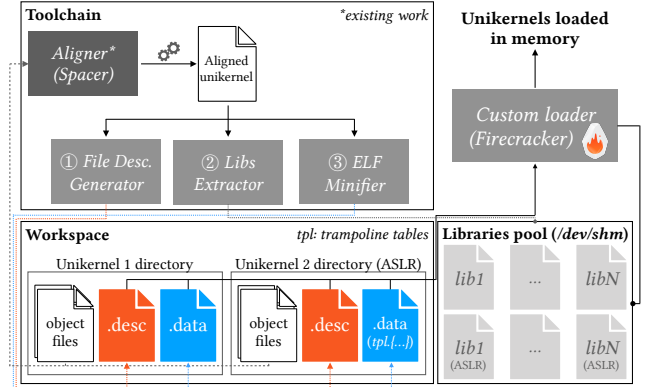 Toolchain
*existing work
Aligner*
(Spacer)
Aligned
unikernel
① File Desc.
Generator
② Libs
Extractor
③ ELF
Minifier
Unikernels loaded
in memory
Custom loader
(Firecracker)
Workspace
tpl: trampoline tables
Unikernel 1 directory
object
files
.desc
.data
Unikernel 2 directory (ASLR)
object
files
.desc
.data
(tpl.[...])
Libraries pool (/dev/shm)
lib1
...
libN
lib1
(ASLR)
...
libN
(ASLR)